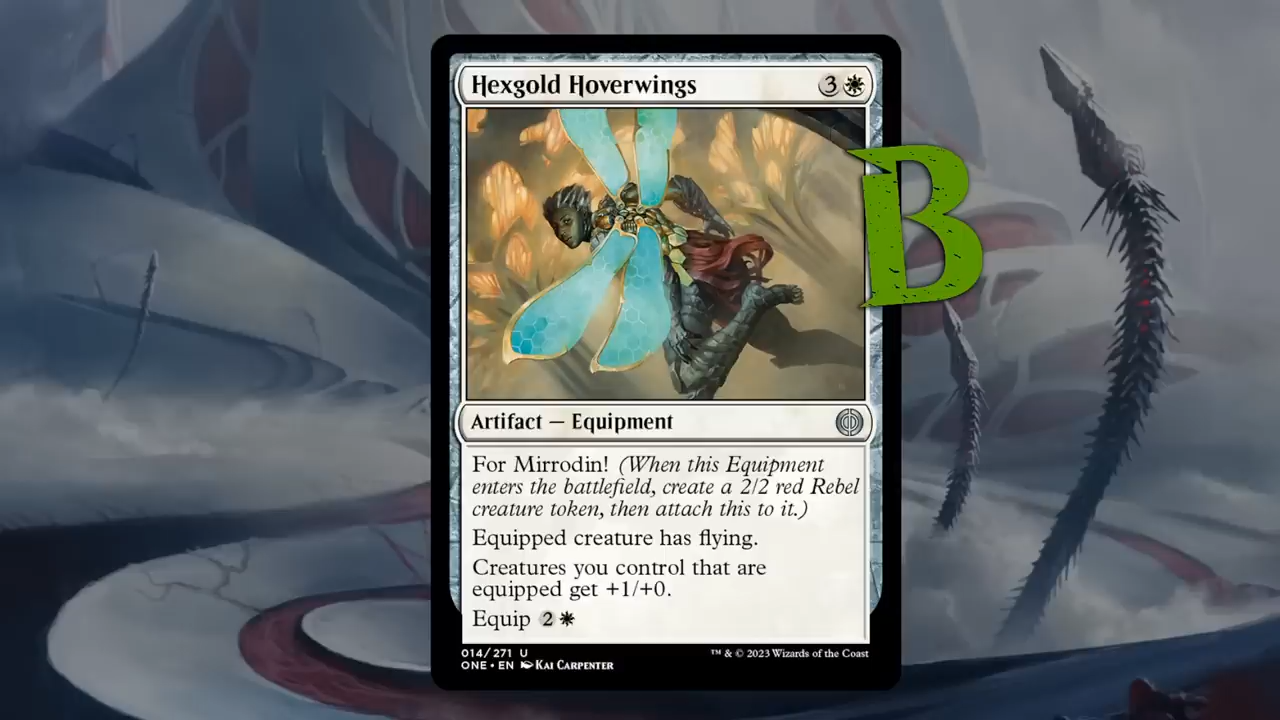 Hexgold Hoverwings 3
B
Artifact — Equipment
For Mirrodin! (When this Equipment
enters the battlefield, create a 2/2 red Rebel
creature token, then attach this to it.)
Equipped creature has flying.
Creatures you control that are
equipped get +1/+0.
Equip 2
014/271 U
ONE • EN Kai Carpenter
™ & © 2023 Wizards of the Coast